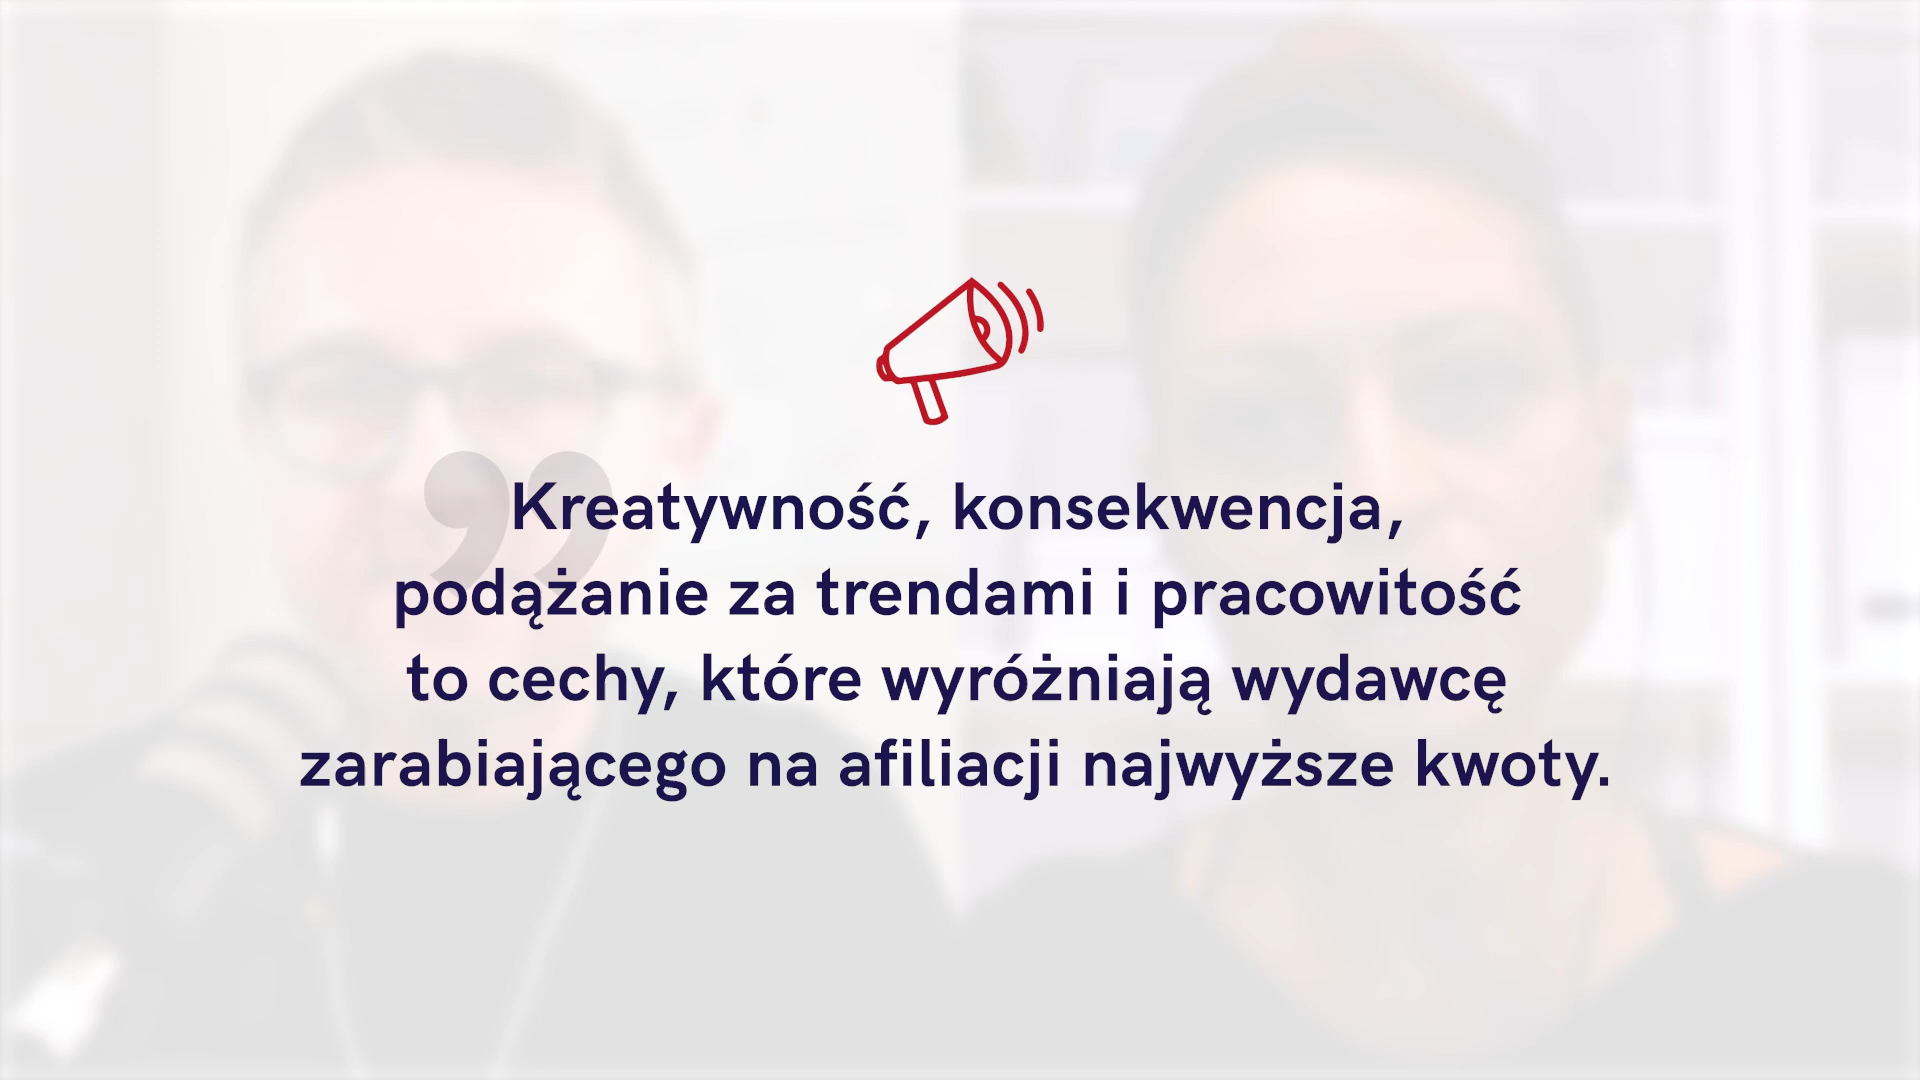 Kreatywność, konsekwencja,
podążanie za trendami i pracowitość
to cechy, które wyróżniają wydawcę
zarabiającego na afiliacji najwyższe kwoty.